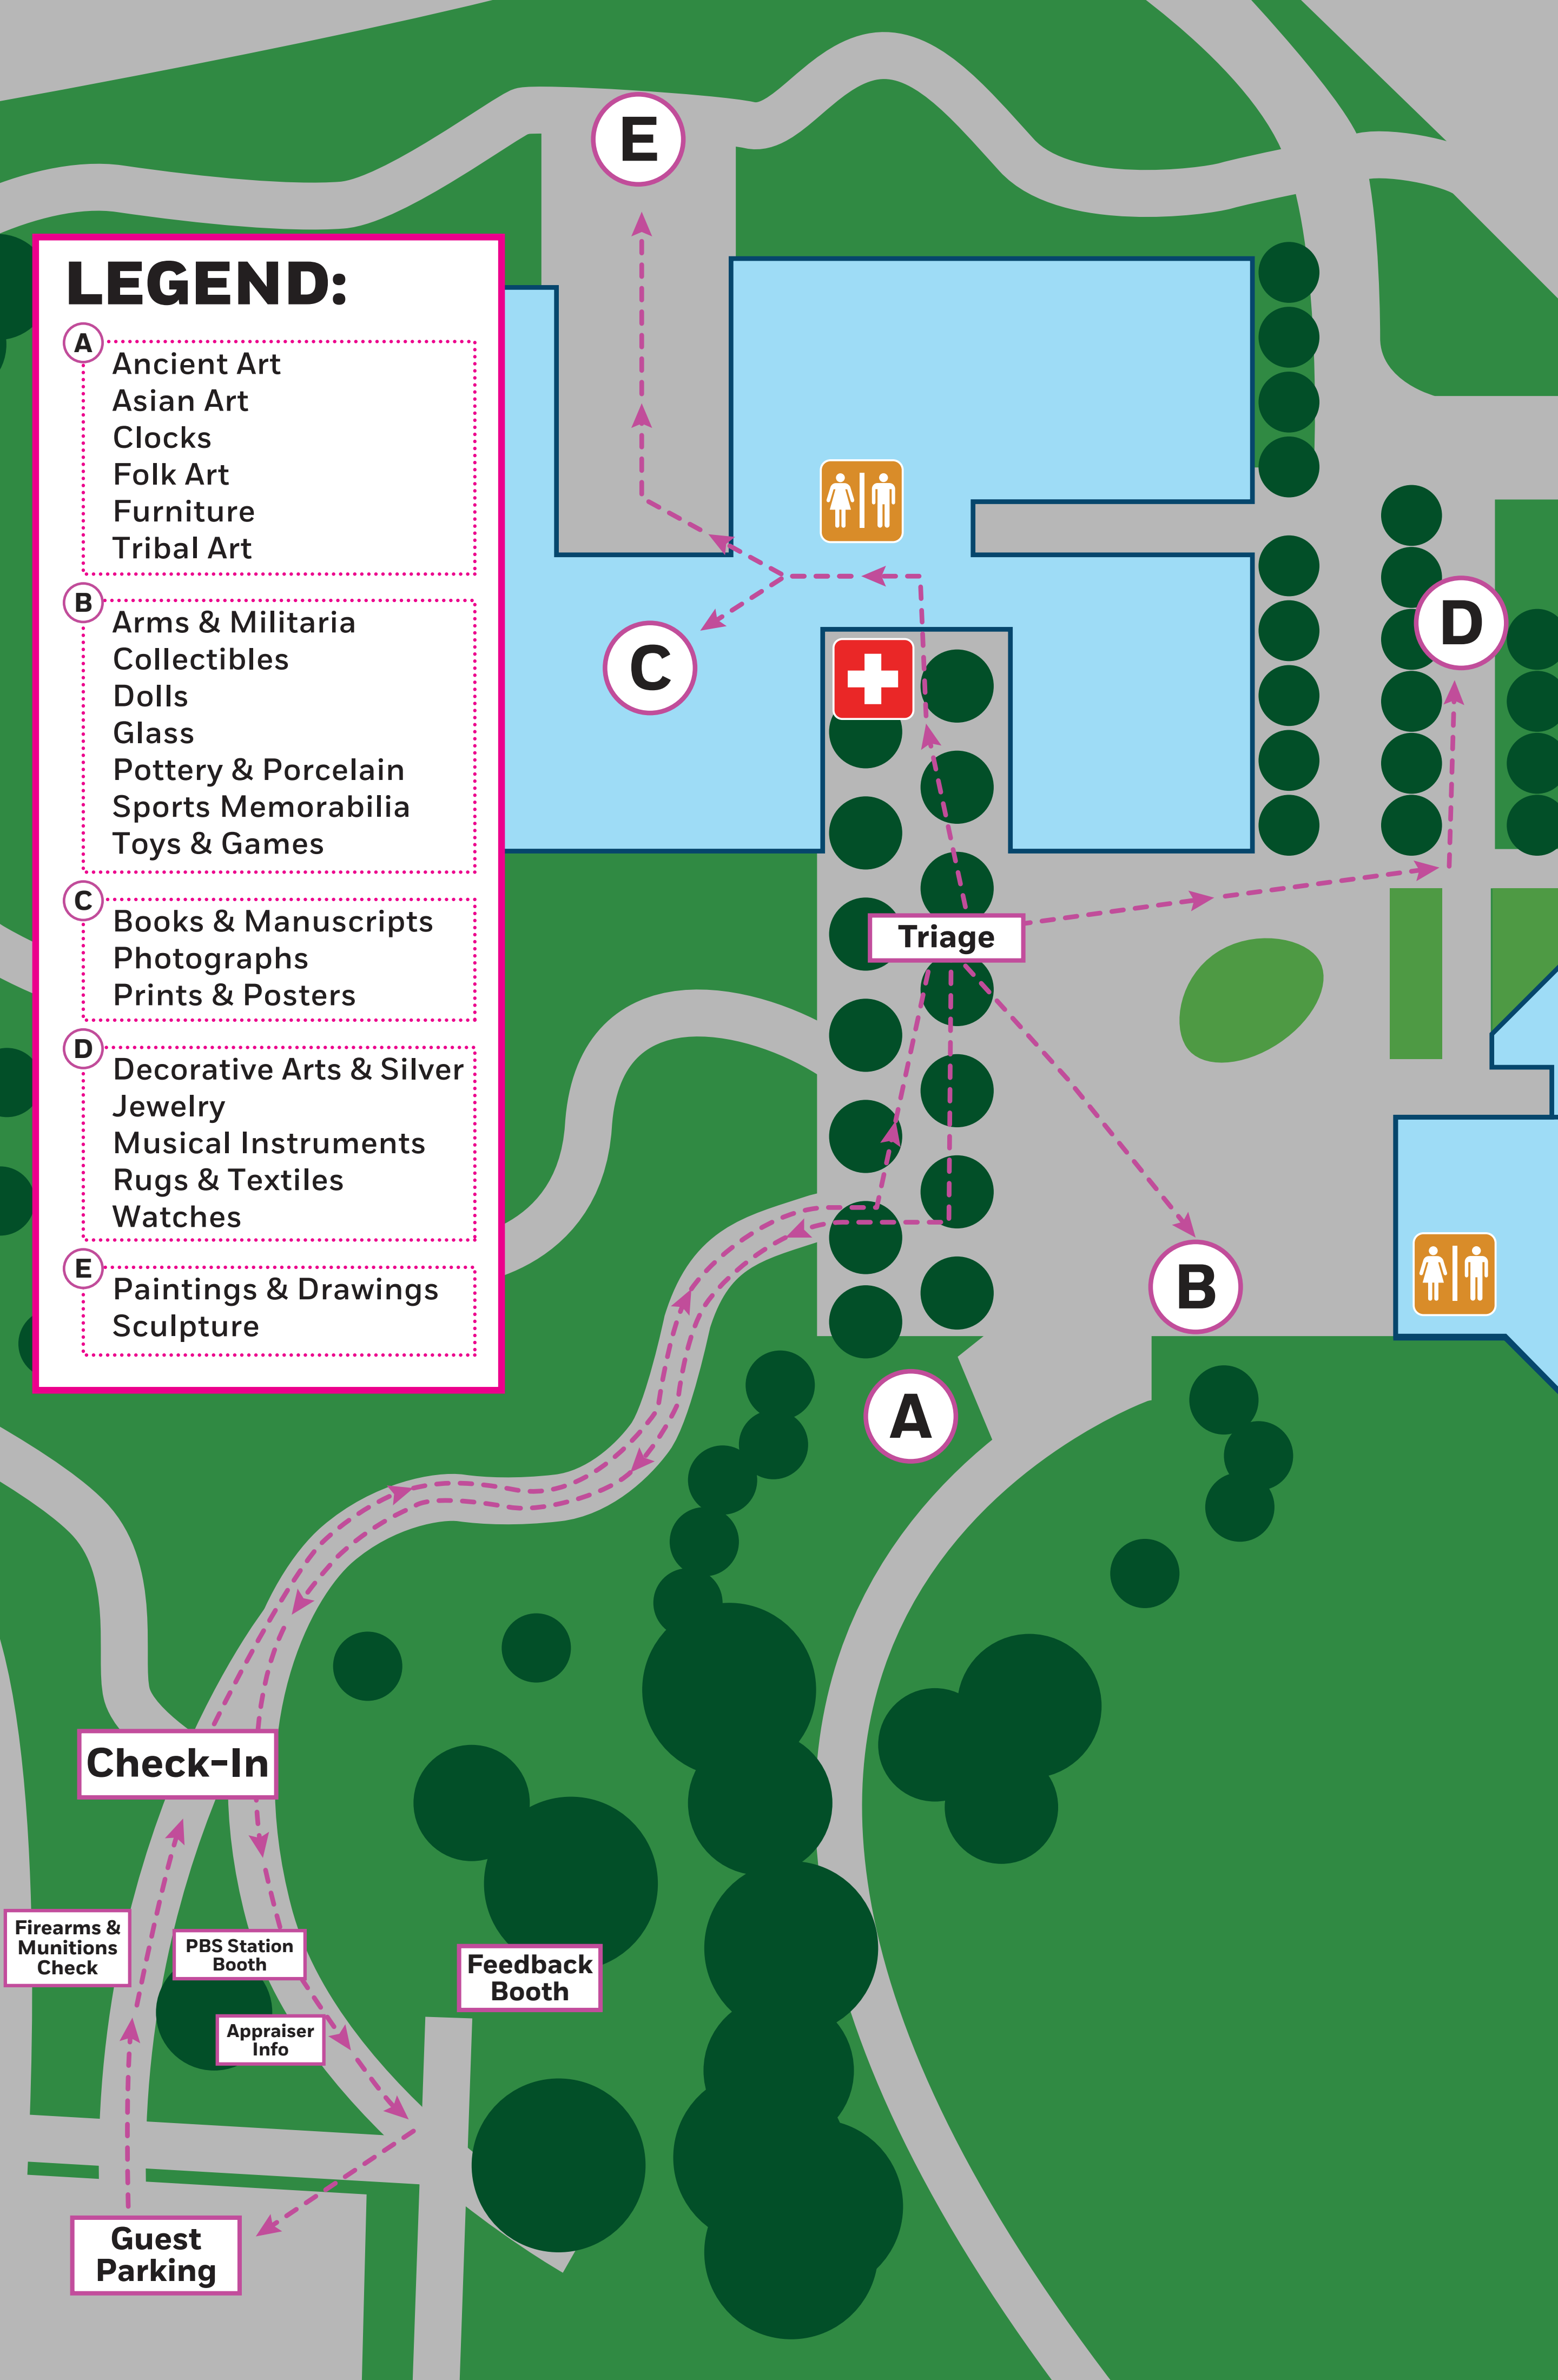 E
LEGEND:
A
Ancient Art
Asian Art
Clocks
Folk Art
Furniture
Tribal Art
B
Arms & Militaria
Collectibles
Dolls
Glass
Pottery & Porcelain
Sports Memorabilia
Toys & Games
C
Books & Manuscripts
Photographs
Prints & Posters
D
Decorative Arts & Silver
Jewelry
Musical Instruments
Rugs & Textiles
Watches
E
Paintings & Drawings
Sculpture
D
C
Triage
B
A
Check-In
Firearms &
Munitions
Check
PBS Station
Booth
Feedback
Booth
Appraiser
Info
Guest
Parking